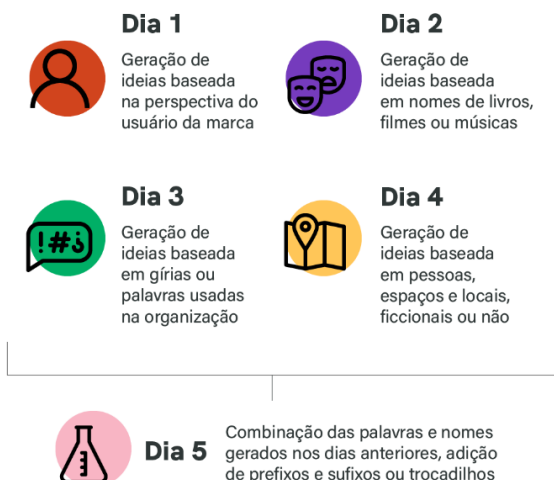 Dia 1
Geração de
ideias baseada
na perspectiva do
usuário da marca
Dia 2
Geração de
ideias baseada
em nomes de livros,
filmes ou músicas
Dia 3
Geração de
ideias baseada
em gírias ou
palavras usadas
na organização
!#¿
Dia 4
Geração de
ideias baseada
em pessoas,
espaços e locais,
ficcionais ou não
Dia 5
Combinação das palavras e nomes
gerados nos dias anteriores, adição
de prefixos e sufixos ou trocadilhos